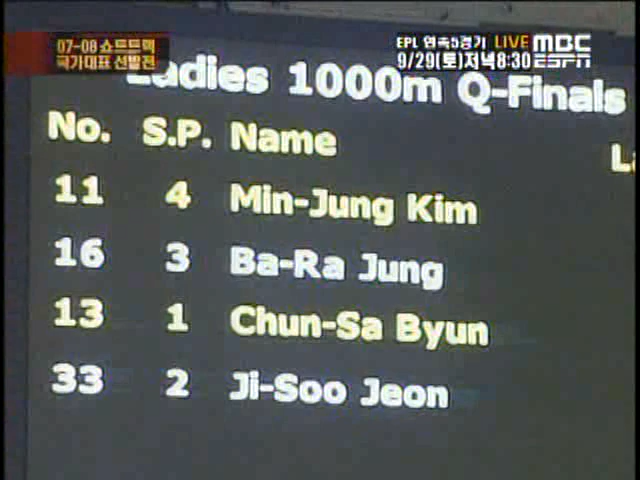 07-08 쇼트트랙
국가대표 선발전
EPL 연속5경기 LIVE MBC
9/29(토)저녁8:30 ESPN
Ladies 1000m Q-Finals
No. S.P. Name
11 4 Min-Jung Kim
16 3 Ba-Ra Jung
13 1 Chun-Sa Byun
33 2 Ji-Soo Jeon